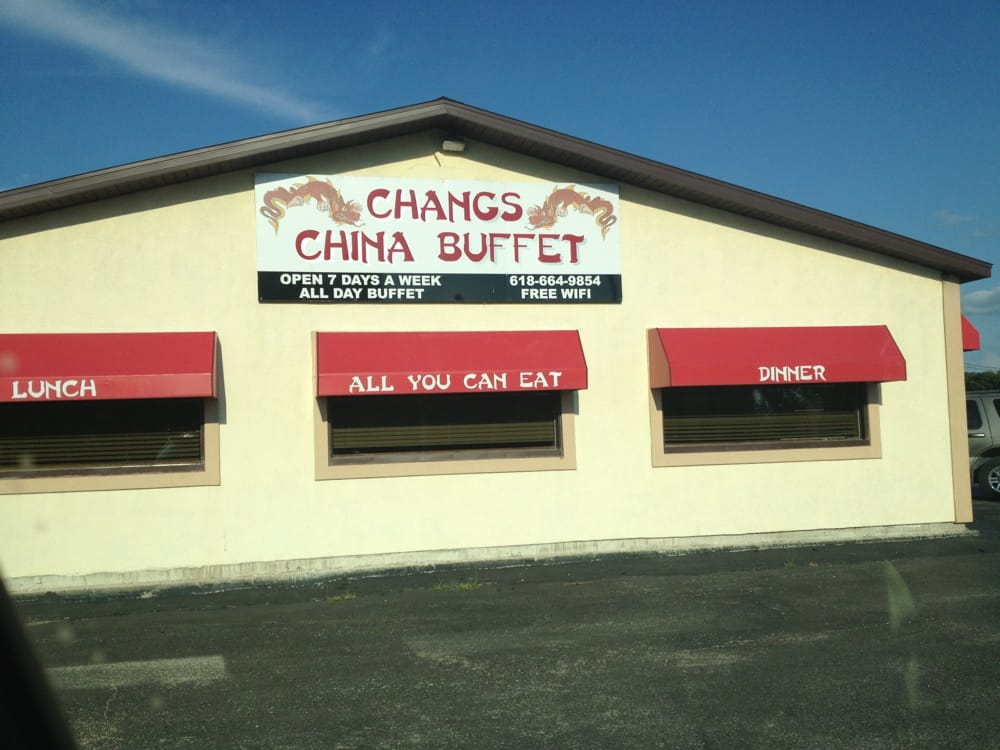 CHANGS
CHINA BUFFET
OPEN 7 DAYS A WEEK
ALL DAY BUFFET
618-664-9854
FREE WIFI
LUNCH
ALL YOU CAN EAT
DINNER